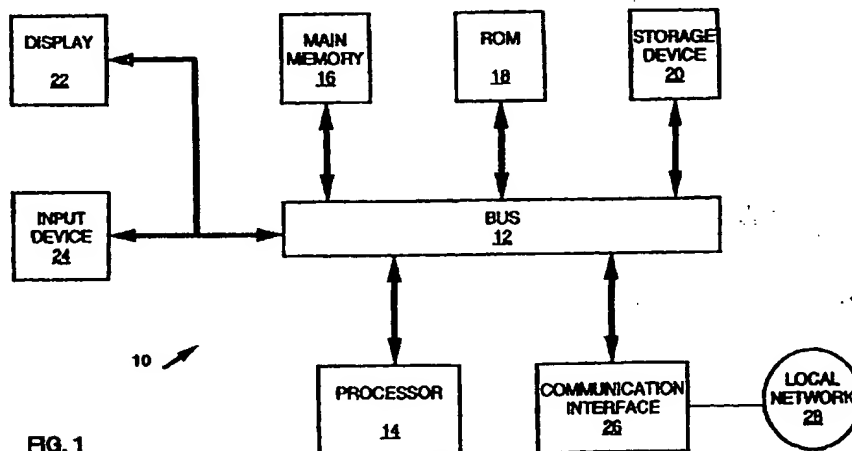 DISPLAY
22
MAIN
MEMORY
16
ROM
18
STORAGE
DEVICE
20
INPUT
DEVICE
24
BUS
12
10
PROCESSOR
14
COMMUNICATION
INTERFACE
26
LOCAL
NETWORK
28
FIG. 1